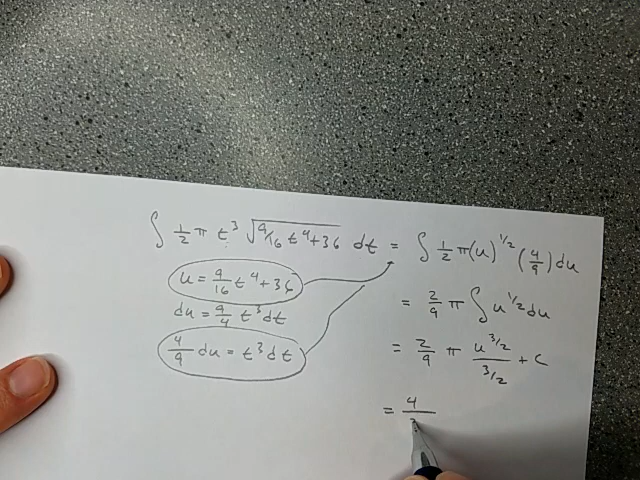 ∫ 1/2 π t³ √(9/16 t⁴+36) dt = ∫ 1/2 π(u)^1/2 (4/9) du
u = 9/16 t⁴+36
du = 9/4 t³ dt
4/9 du = t³ dt
= 2/9 π ∫ u^1/2 du
= 2/9 π u^3/2 / 3/2 + C
= 4/